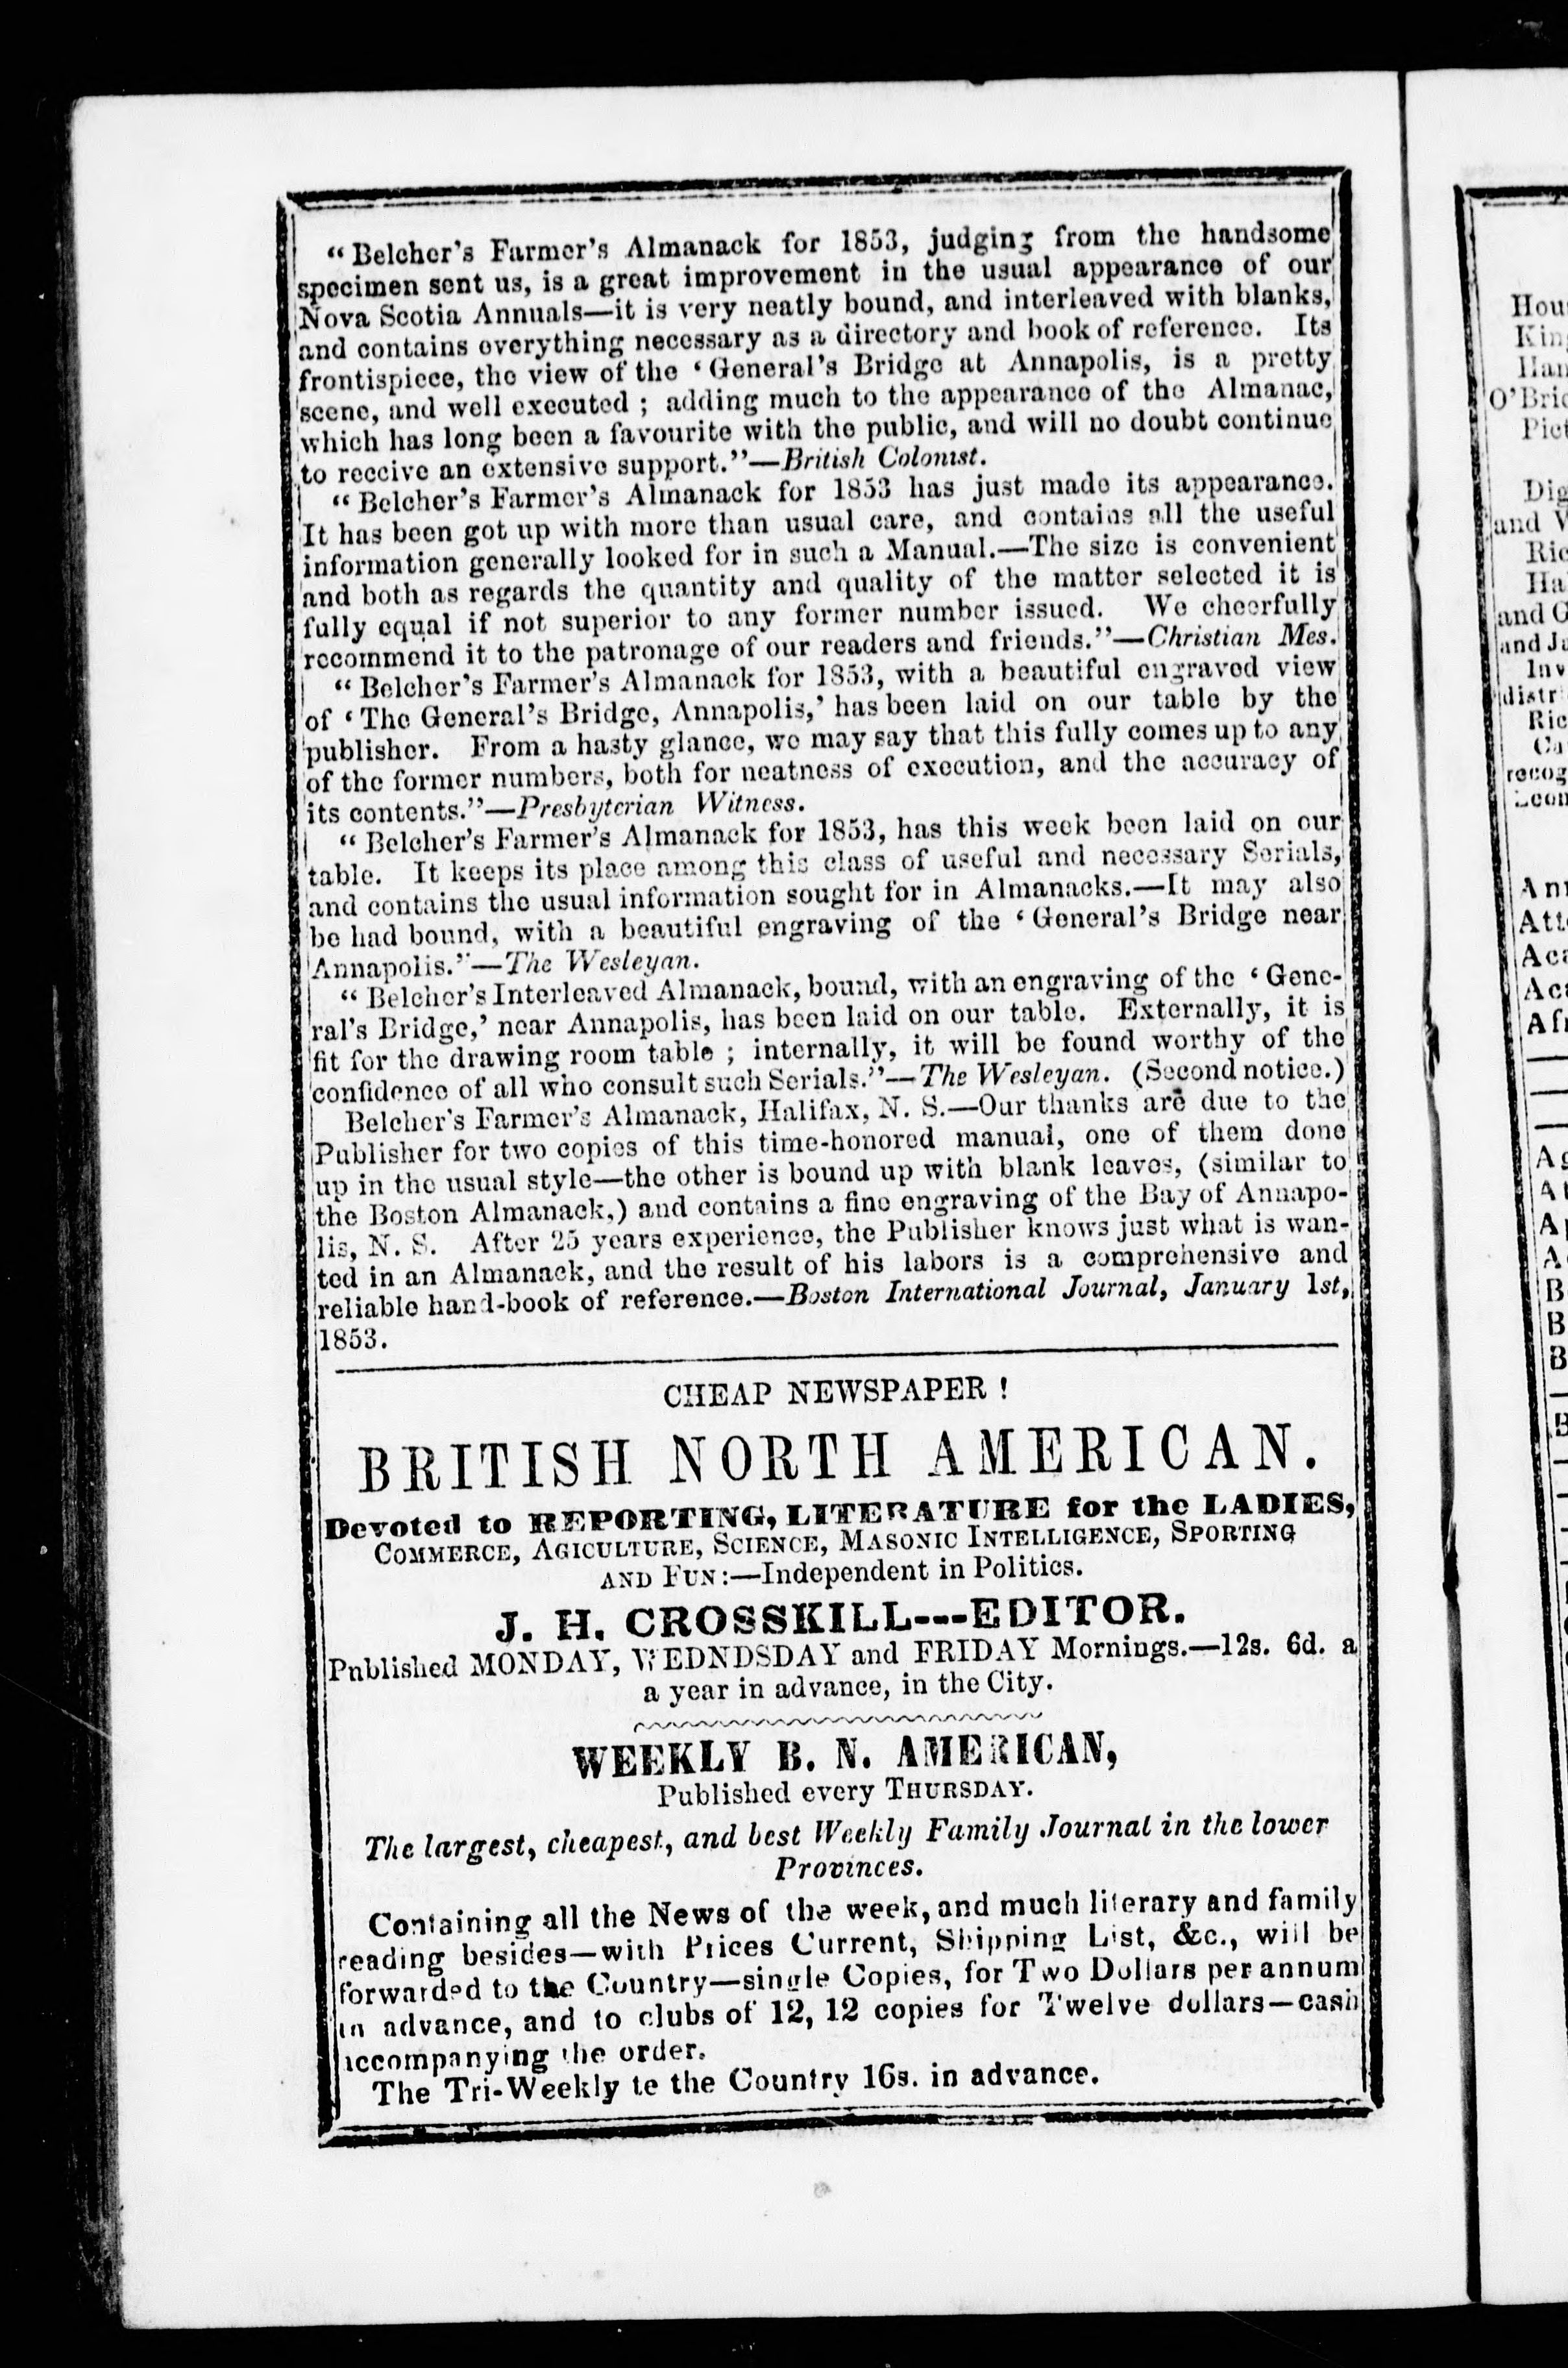 “Belcher’s Farmer’s Almanack for 1853, judging from the handsome
specimen sent us, is a great improvement in the usual appearance of our
Nova Scotia Annuals—it is very neatly bound, and interleaved with blanks,
and contains everything necessary as a directory and book of reference. Its
frontispiece, the view of the ‘General’s Bridge at Annapolis, is a pretty
scene, and well executed ; adding much to the appearance of the Almanac,
which has long been a favourite with the public, and will no doubt continue
to receive an extensive support.”—British Colonist.
“Belcher’s Farmer’s Almanack for 1853 has just made its appearance.
It has been got up with more than usual care, and contains all the useful
information generally looked for in such a Manual.—The size is convenient
and both as regards the quantity and quality of the matter selected it is
fully equal if not superior to any former number issued. We cheerfully
recommend it to the patronage of our readers and friends.”—Christian Mes.
“Belcher’s Farmer’s Almanack for 1853, with a beautiful engraved view
of ‘The General’s Bridge, Annapolis,’ has been laid on our table by the
publisher. From a hasty glance, we may say that this fully comes up to any
of the former numbers, both for neatness of execution, and the accuracy of
its contents.”—Presbyterian Witness.
“Belcher’s Farmer’s Almanack for 1853, has this week been laid on our
table. It keeps its place among this class of useful and necessary Serials,
and contains the usual information sought for in Almanacks.—It may also
be had bound, with a beautiful engraving of the ‘General’s Bridge near
Annapolis.”—The Wesleyan.
“Belcher’s Interleaved Almanack, bound, with an engraving of the ‘Gene-
ral’s Bridge,’ near Annapolis, has been laid on our table. Externally, it is
fit for the drawing room table ; internally, it will be found worthy of the
confidence of all who consult such Serials.”—The Wesleyan. (Second notice.)
Belcher’s Farmer’s Almanack, Halifax, N. S.—Our thanks are due to the
Publisher for two copies of this time-honored manual, one of them done
up in the usual style—the other is bound up with blank leaves, (similar to
the Boston Almanack,) and contains a fine engraving of the Bay of Annapo-
lis, N. S. After 25 years experience, the Publisher knows just what is wan-
ted in an Almanack, and the result of his labors is a comprehensive and
reliable hand-book of reference.—Boston International Journal, January 1st,
1853.
CHEAP NEWSPAPER !
BRITISH NORTH AMERICAN.
Devoted to REPORTING, LITERATURE for the LADIES,
COMMERCE, AGICULTURE, SCIENCE, MASONIC INTELLIGENCE, SPORTING
AND FUN:—Independent in Politics.
J. H. CROSSKILL---EDITOR.
Published MONDAY, WEDNDSDAY and FRIDAY Mornings.—12s. 6d. a
a year in advance, in the City.
WEEKLY B. N. AMERICAN,
Published every THURSDAY.
The largest, cheapest, and best Weekly Family Journal in the lower
Provinces.
Containing all the News of the week, and much literary and family
reading besides—with Prices Current, Shipping List, &c., will be
forwarded to the Country—single Copies, for Two Dollars per annum
in advance, and to clubs of 12, 12 copies for Twelve dollars—cash
accompanying the order.
The Tri-Weekly te the Country 16s. in advance.